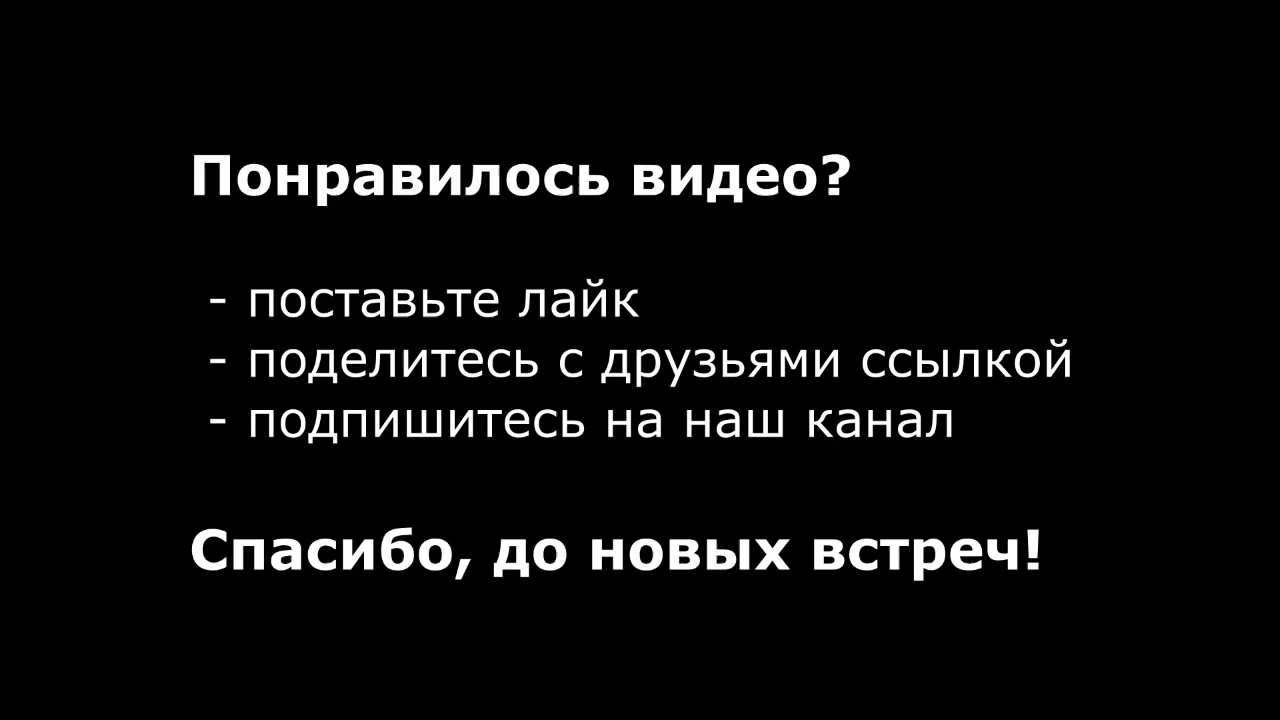 Понравилось видео?
- поставьте лайк
- поделитесь с друзьями ссылкой
- подпишитесь на наш канал
Спасибо, до новых встреч!